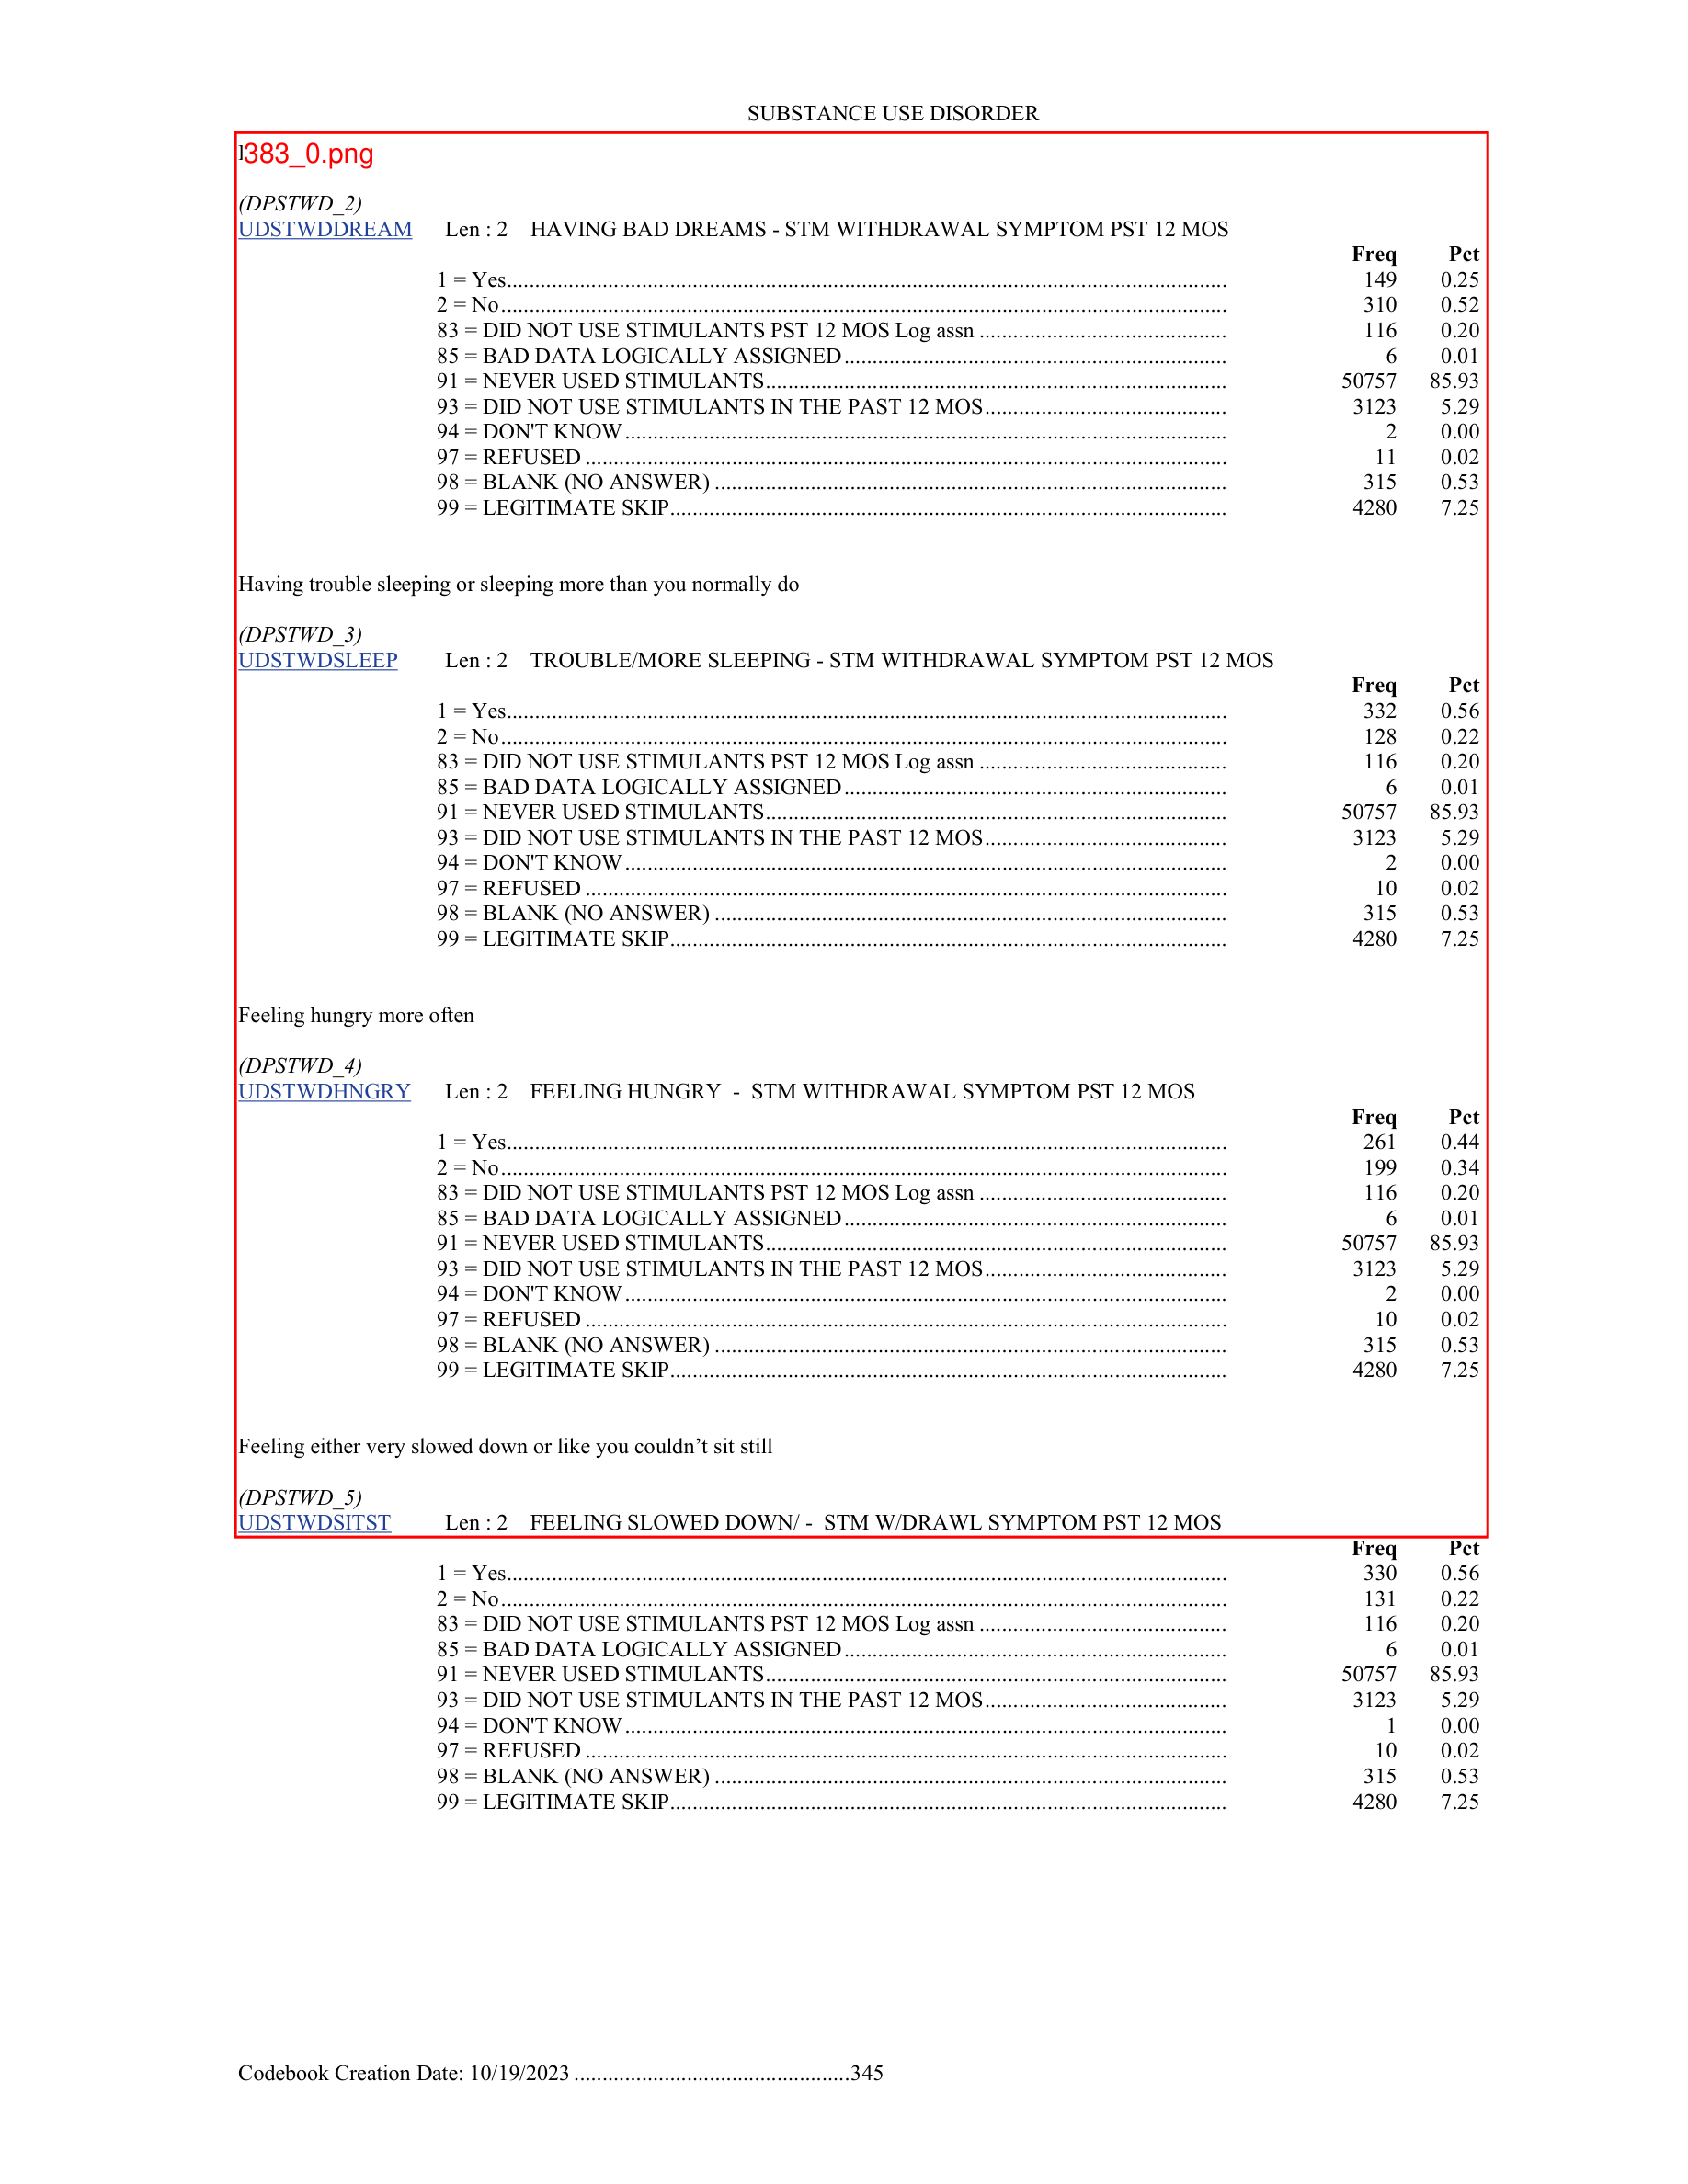 SUBSTANCE USE DISORDER
383_0.png
(DPSTWD_2)
UDSTWDDREAM Len : 2 HAVING BAD DREAMS - STM WITHDRAWAL SYMPTOM PST 12 MOS
Freq Pct
1 = Yes 149 0.25
2 = No 310 0.52
83 = DID NOT USE STIMULANTS PST 12 MOS Log assn 116 0.20
85 = BAD DATA LOGICALLY ASSIGNED 6 0.01
91 = NEVER USED STIMULANTS 50757 85.93
93 = DID NOT USE STIMULANTS IN THE PAST 12 MOS 3123 5.29
94 = DON'T KNOW 2 0.00
97 = REFUSED 11 0.02
98 = BLANK (NO ANSWER) 315 0.53
99 = LEGITIMATE SKIP 4280 7.25
Having trouble sleeping or sleeping more than you normally do
(DPSTWD_3)
UDSTWDSLEEP Len : 2 TROUBLE/MORE SLEEPING - STM WITHDRAWAL SYMPTOM PST 12 MOS
Freq Pct
1 = Yes 332 0.56
2 = No 128 0.22
83 = DID NOT USE STIMULANTS PST 12 MOS Log assn 116 0.20
85 = BAD DATA LOGICALLY ASSIGNED 6 0.01
91 = NEVER USED STIMULANTS 50757 85.93
93 = DID NOT USE STIMULANTS IN THE PAST 12 MOS 3123 5.29
94 = DON'T KNOW 2 0.00
97 = REFUSED 10 0.02
98 = BLANK (NO ANSWER) 315 0.53
99 = LEGITIMATE SKIP 4280 7.25
Feeling hungry more often
(DPSTWD_4)
UDSTWDHNGRY Len : 2 FEELING HUNGRY - STM WITHDRAWAL SYMPTOM PST 12 MOS
Freq Pct
1 = Yes 261 0.44
2 = No 199 0.34
83 = DID NOT USE STIMULANTS PST 12 MOS Log assn 116 0.20
85 = BAD DATA LOGICALLY ASSIGNED 6 0.01
91 = NEVER USED STIMULANTS 50757 85.93
93 = DID NOT USE STIMULANTS IN THE PAST 12 MOS 3123 5.29
94 = DON'T KNOW 2 0.00
97 = REFUSED 10 0.02
98 = BLANK (NO ANSWER) 315 0.53
99 = LEGITIMATE SKIP 4280 7.25
Feeling either very slowed down or like you couldn’t sit still
(DPSTWD_5)
UDSTWDSITST Len : 2 FEELING SLOWED DOWN/ - STM W/DRAWL SYMPTOM PST 12 MOS
Freq Pct
1 = Yes 330 0.56
2 = No 131 0.22
83 = DID NOT USE STIMULANTS PST 12 MOS Log assn 116 0.20
85 = BAD DATA LOGICALLY ASSIGNED 6 0.01
91 = NEVER USED STIMULANTS 50757 85.93
93 = DID NOT USE STIMULANTS IN THE PAST 12 MOS 3123 5.29
94 = DON'T KNOW 1 0.00
97 = REFUSED 10 0.02
98 = BLANK (NO ANSWER) 315 0.53
99 = LEGITIMATE SKIP 4280 7.25
Codebook Creation Date: 10/19/2023 345